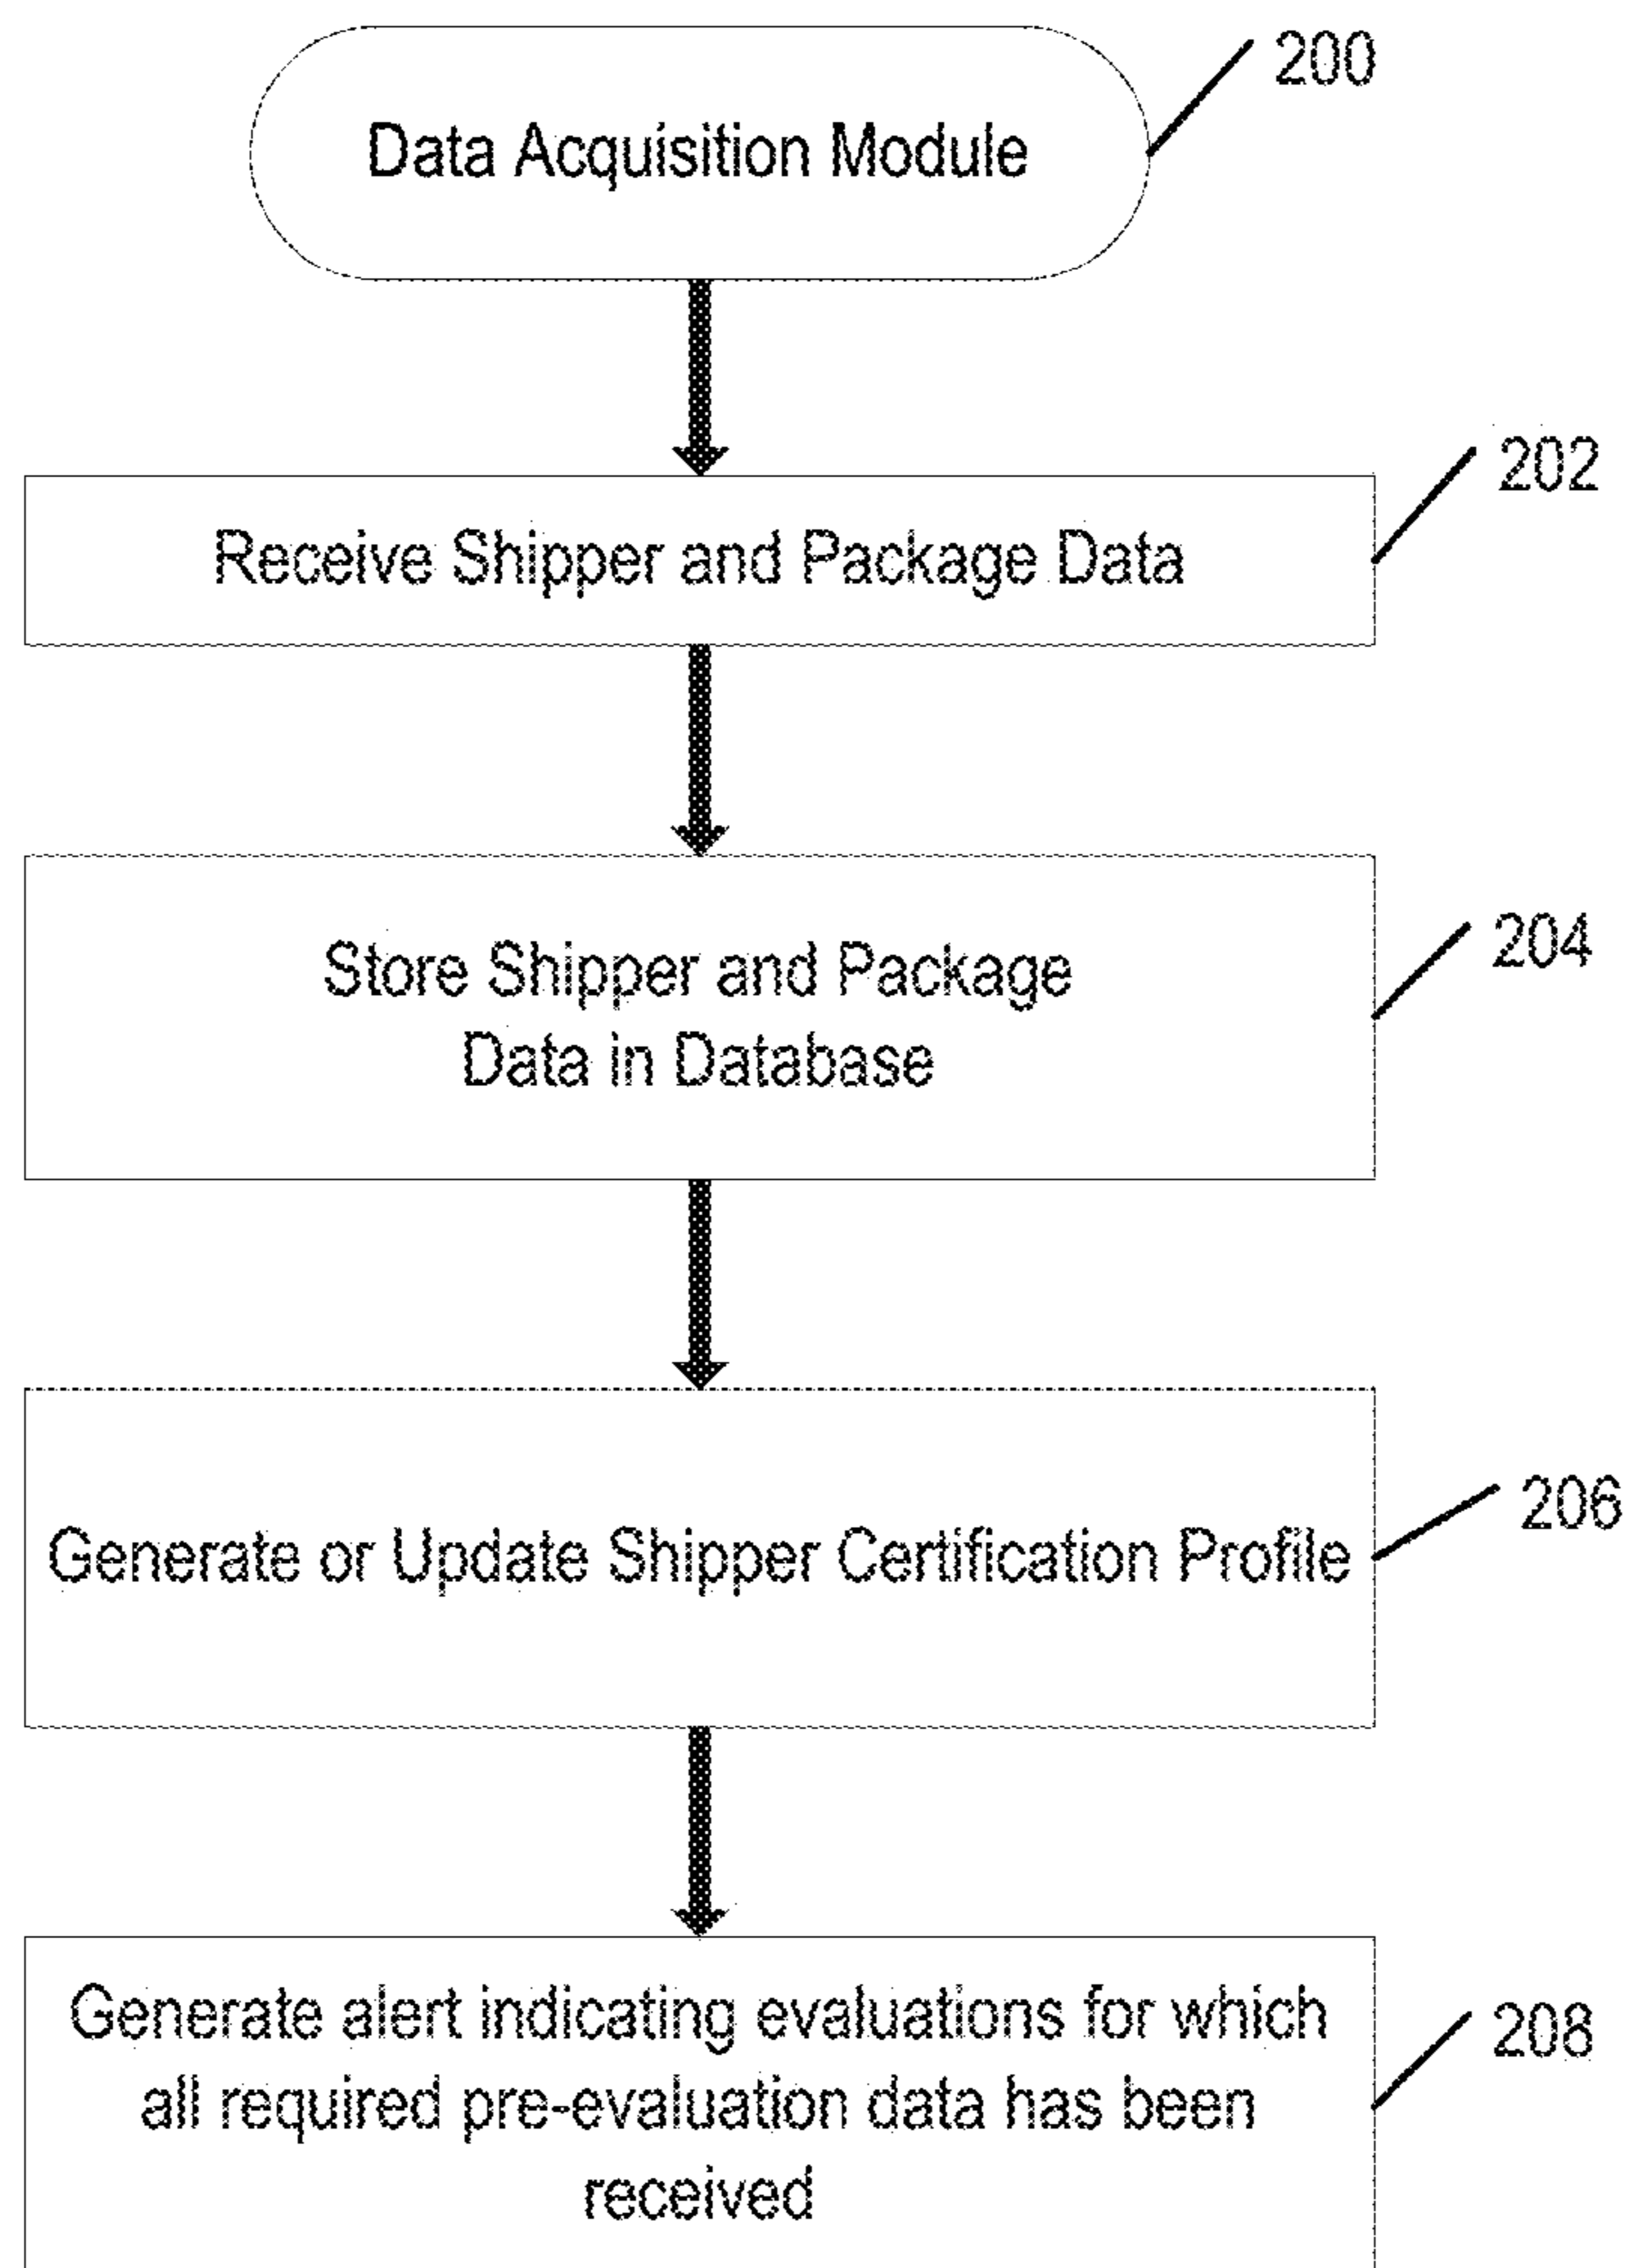 200
Data Acquisition Module
202
Receive Shipper and Package Data
204
Store Shipper and Package
Data in Database
206
Generate or Update Shipper Certification Profile
208
Generate alert indicating evaluations for which
all required pre-evaluation data has been
received